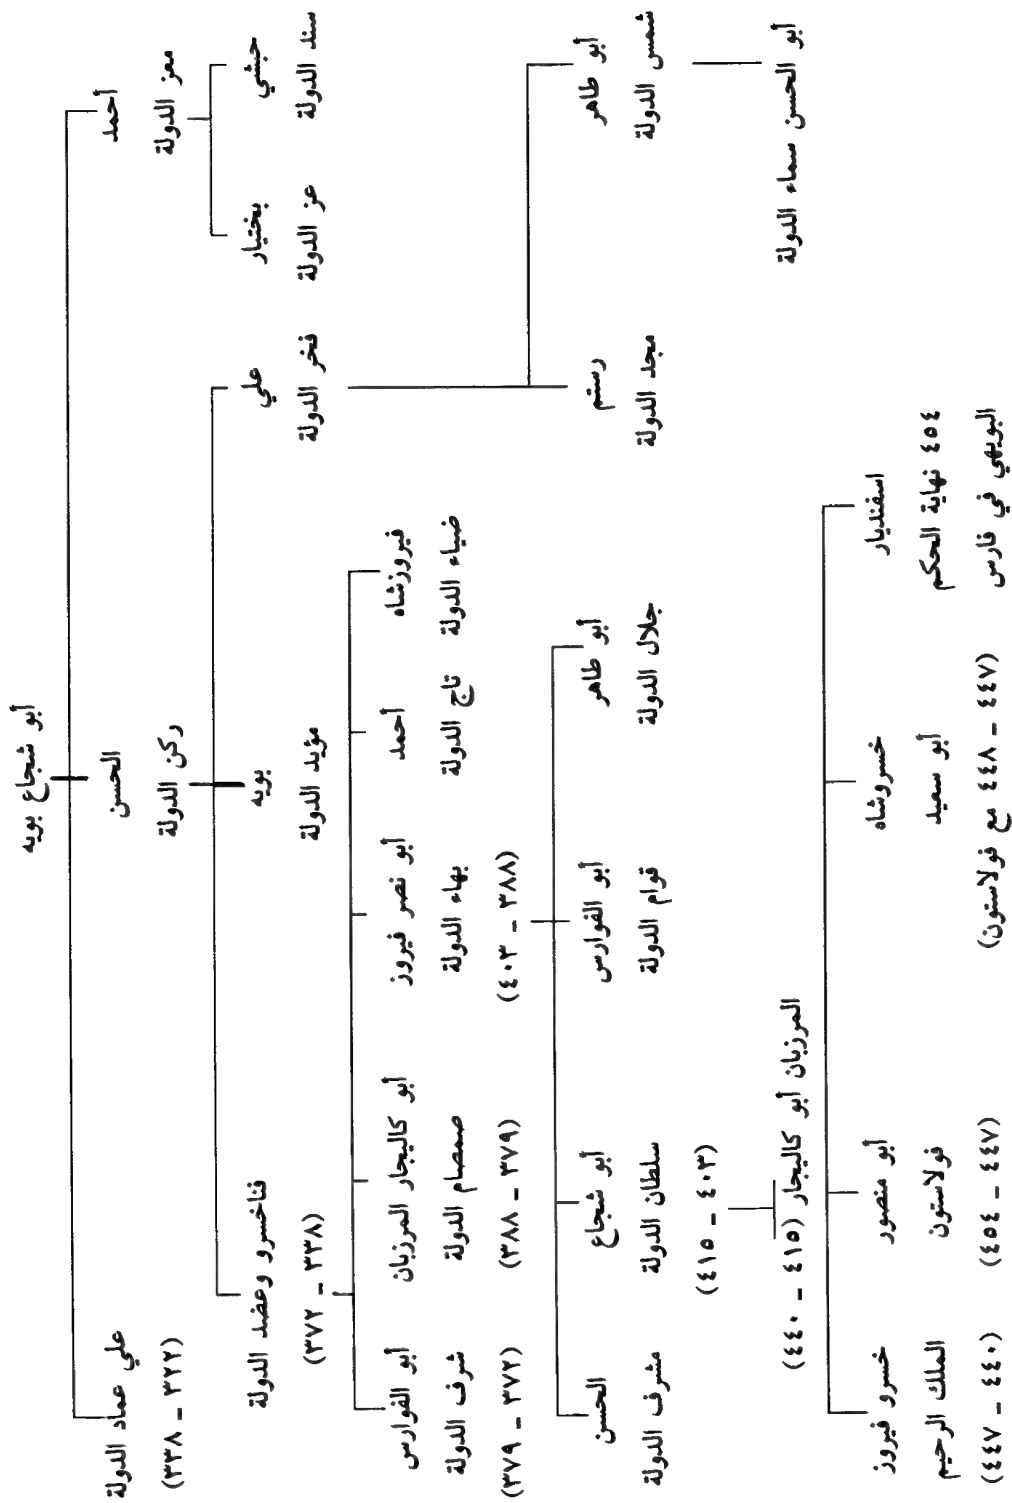 أبو شجاع بويه
أحمد
معز الدولة
الحسن
ركن الدولة
علي عماد الدولة
(٣٢٢ - ٣٣٨)
حبشي
سند الدولة
بختيار
عز الدولة
علي
فخر الدولة
بويه
مؤيد الدولة
فناخسرو وعضد الدولة
(٣٣٨ - ٣٧٢)
فيروزشاه
ضياء الدولة
أحمد
تاج الدولة
أبو نصر فيروز
بهاء الدولة
(٣٨٨ - ٤٠٣)
أبو كاليجار المرزبان
صمصام الدولة
(٣٧٩ - ٣٨٨)
أبو الفوارس
شرف الدولة
(٣٧٢ - ٣٧٩)
أبو طاهر
شمس الدولة
رستم
مجد الدولة
أبو طاهر
جلال الدولة
أبو الفوارس
قوام الدولة
أبو شجاع
سلطان الدولة
(٤٠٣ - ٤١٥)
الحسن
مشرف الدولة
أبو الحسن سماء الدولة
المرزبان أبو كاليجار (٤١٥ - ٤٤٠)
اسفنديار
٤٥٤ نهاية الحكم
البويهي في فارس
خسروشاه
أبو سعيد
(٤٤٧ - ٤٤٨ مع فولاستون)
أبو منصور
فولاستون
(٤٤٧ - ٤٥٤)
خسرو فيروز
الملك الرحيم
(٤٤٠ - ٤٤٧)